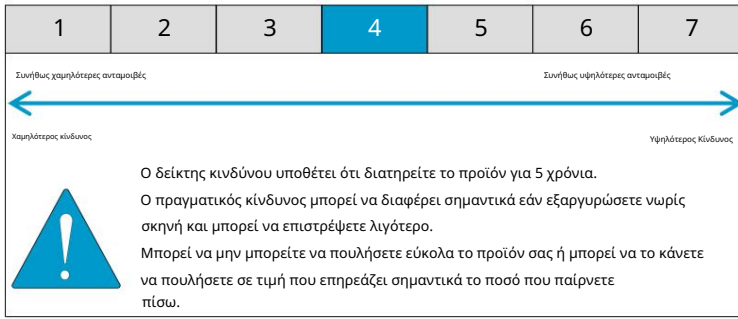 1 2 3 4 5 6 7
Συνήθως χαμηλότερες ανταμοιβές Συνήθως υψηλότερες ανταμοιβές
Χαμηλότερος κίνδυνος Υψηλότερος Κίνδυνος
Ο δείκτης κινδύνου υποθέτει ότι διατηρείτε το προϊόν για 5 χρόνια.
Ο πραγματικός κίνδυνος μπορεί να διαφέρει σημαντικά εάν εξαργυρώσετε νωρίς
σκηνή και μπορεί να επιστρέψετε λιγότερο.
Μπορεί να μην μπορείτε να πουλήσετε εύκολα το προϊόν σας ή μπορεί να το κάνετε
να πουλήσετε σε τιμή που επηρεάζει σημαντικά το ποσό που παίρνετε
πίσω.